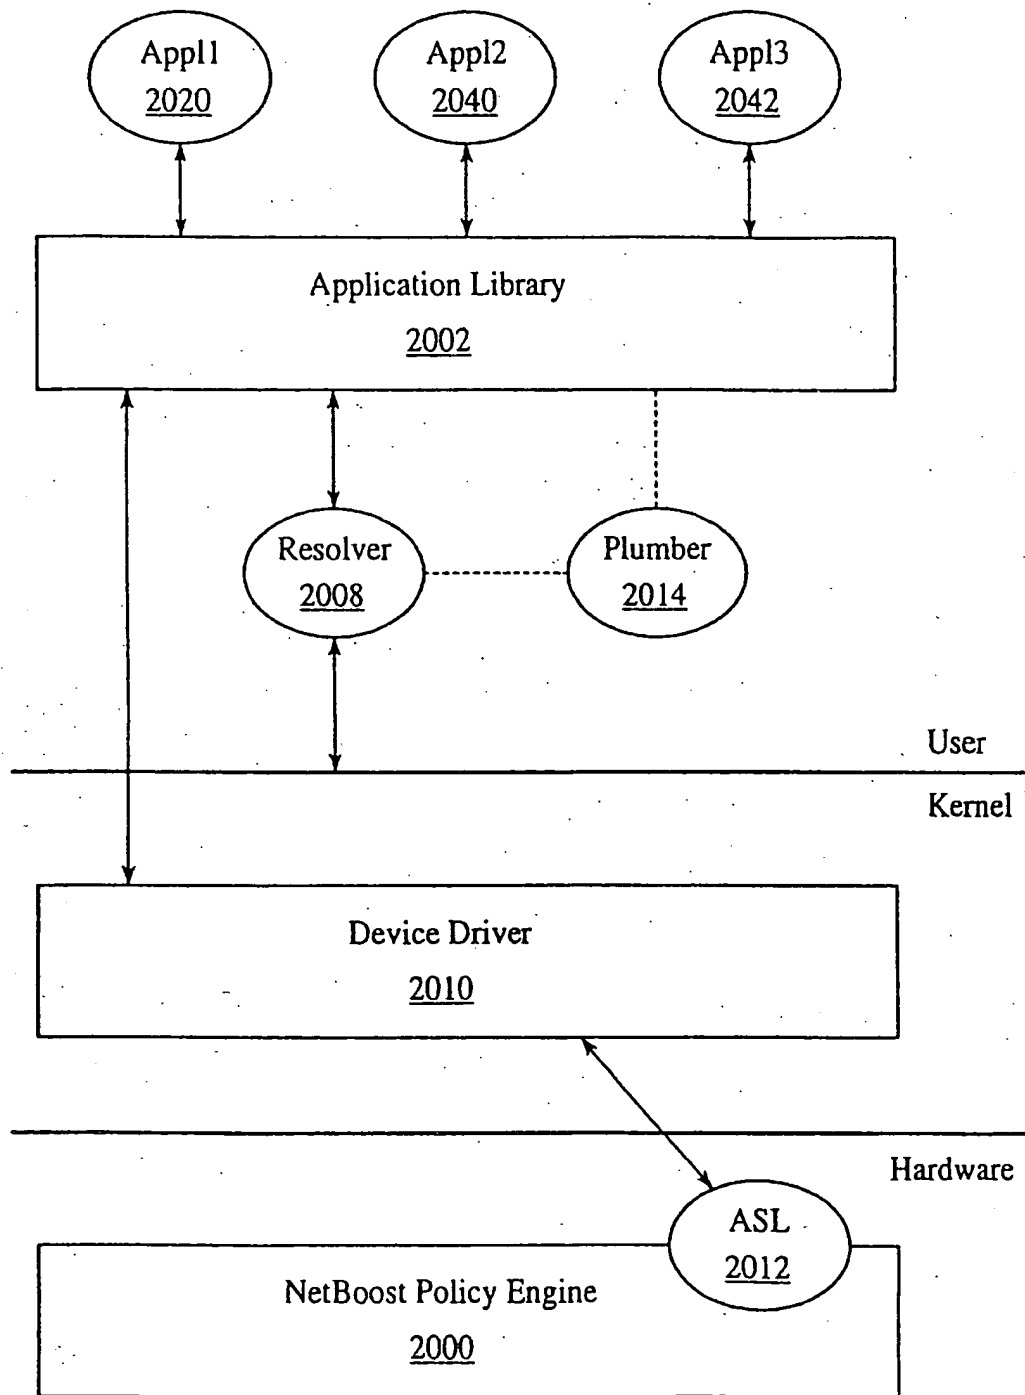 Appl1
2020
Appl2
2040
Appl3
2042
Application Library
2002
Resolver
2008
Plumber
2014
User
Kernel
Device Driver
2010
Hardware
ASL
2012
NetBoost Policy Engine
2000